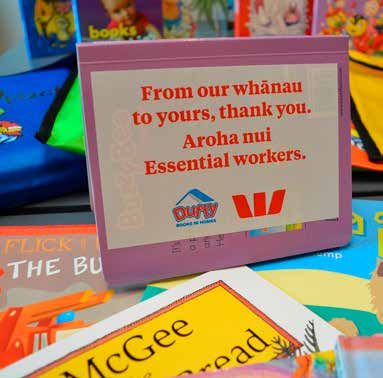 books
From our whānau
to yours, thank you.
Aroha nui
Essential workers.
Duffy
BOOKS IN HOMES
FLICK
THE BU
McGee
Bread